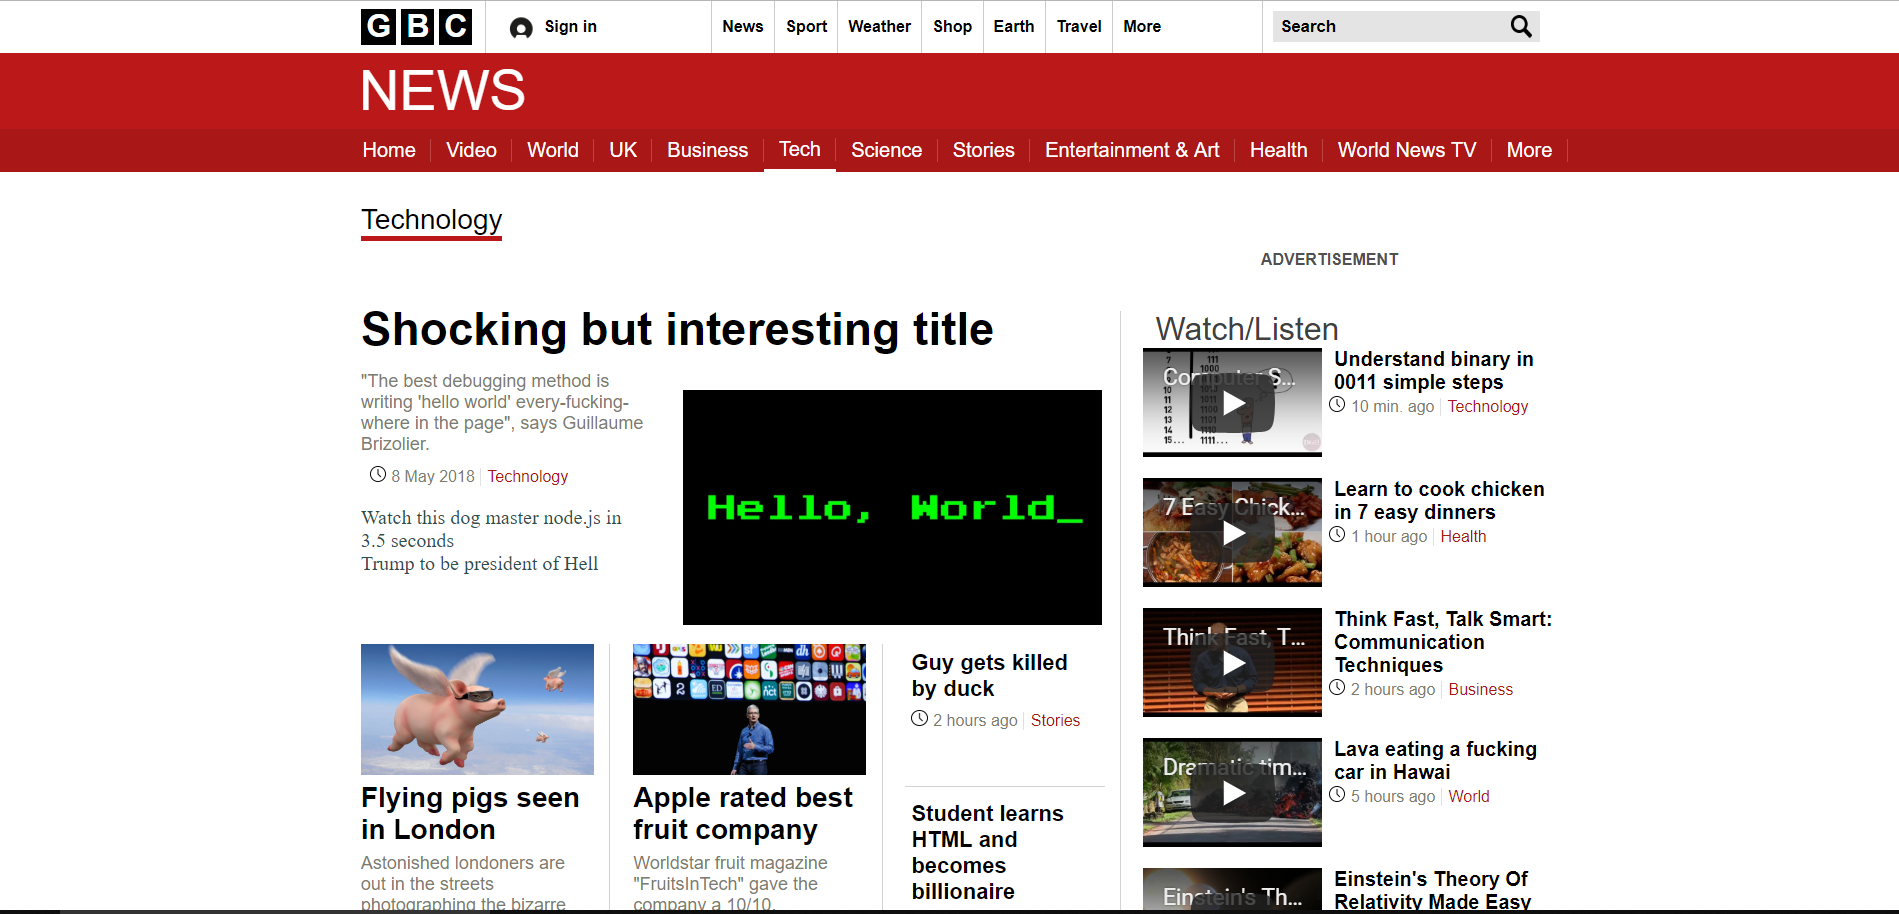 GBC
Sign in
News
Sport
Weather
Shop
Earth
Travel
More
Search
NEWS
Home
Video
World
UK
Business
Tech
Science
Stories
Entertainment & Art
Health
World News TV
More
Technology
ADVERTISEMENT
Shocking but interesting title
"The best debugging method is
writing 'hello world' every-fucking-
where in the page", says Guillaume
Brizolier.
8 May 2018
Technology
Watch this dog master node.js in
3.5 seconds
Trump to be president of Hell
Hello, World_
Flying pigs seen
in London
Astonished londoners are
out in the streets
photographing the bizarre
Apple rated best
fruit company
Worldstar fruit magazine
"FruitsInTech" gave the
company a 10/10.
Guy gets killed
by duck
2 hours ago
Stories
Student learns
HTML and
becomes
billionaire
Watch/Listen
Computer S...
Understand binary in
0011 simple steps
10 min. ago
Technology
7 Easy Chick...
Learn to cook chicken
in 7 easy dinners
1 hour ago
Health
Think Fast, T...
Think Fast, Talk Smart:
Communication
Techniques
2 hours ago
Business
Dramatic tim...
Lava eating a fucking
car in Hawai
5 hours ago
World
Einstein's Th...
Einstein's Theory Of
Relativity Made Easy